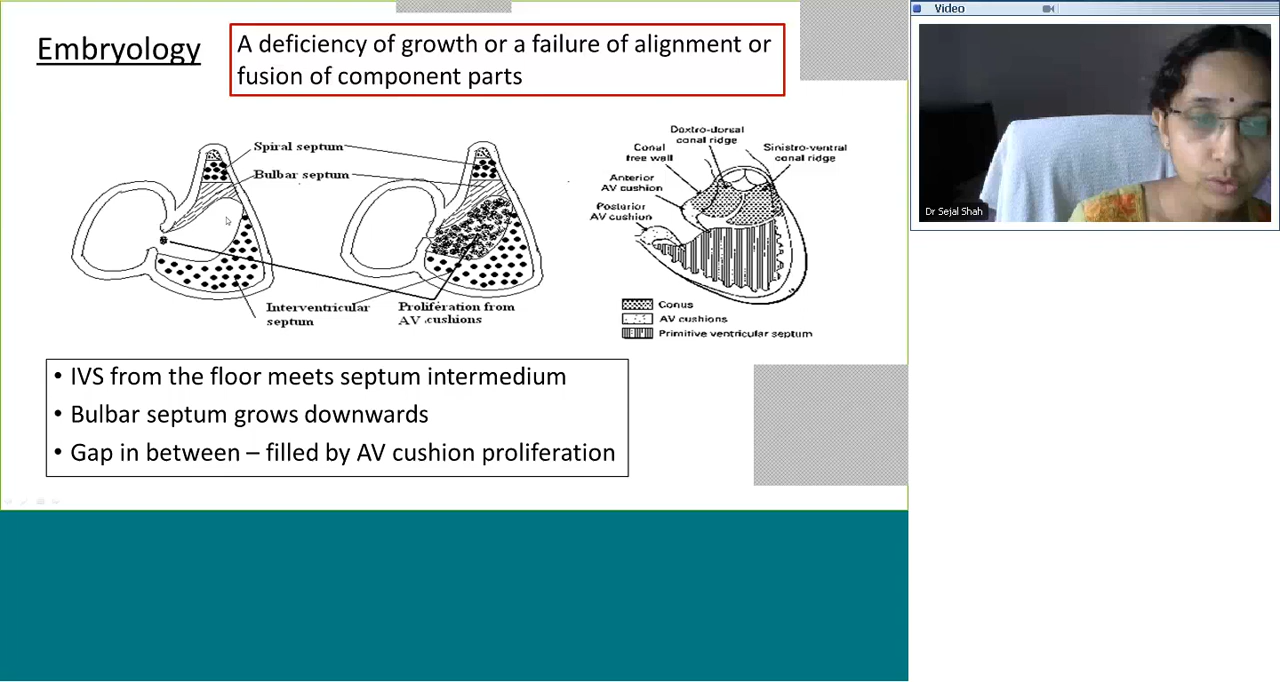 Embryology
A deficiency of growth or a failure of alignment or
fusion of component parts
Spiral septum
Bulbar septum
Interventricular
septum
Proliferation from
AV cushions
Dextro-dorsal
conal ridge
Conal
free wall
Sinistro-ventral
conal ridge
Anterior
AV cushion
Posterior
AV cushion
Conus
AV cushions
Primitive ventricular septum
• IVS from the floor meets septum intermedium
• Bulbar septum grows downwards
• Gap in between – filled by AV cushion proliferation
Video
Dr Sejal Shah